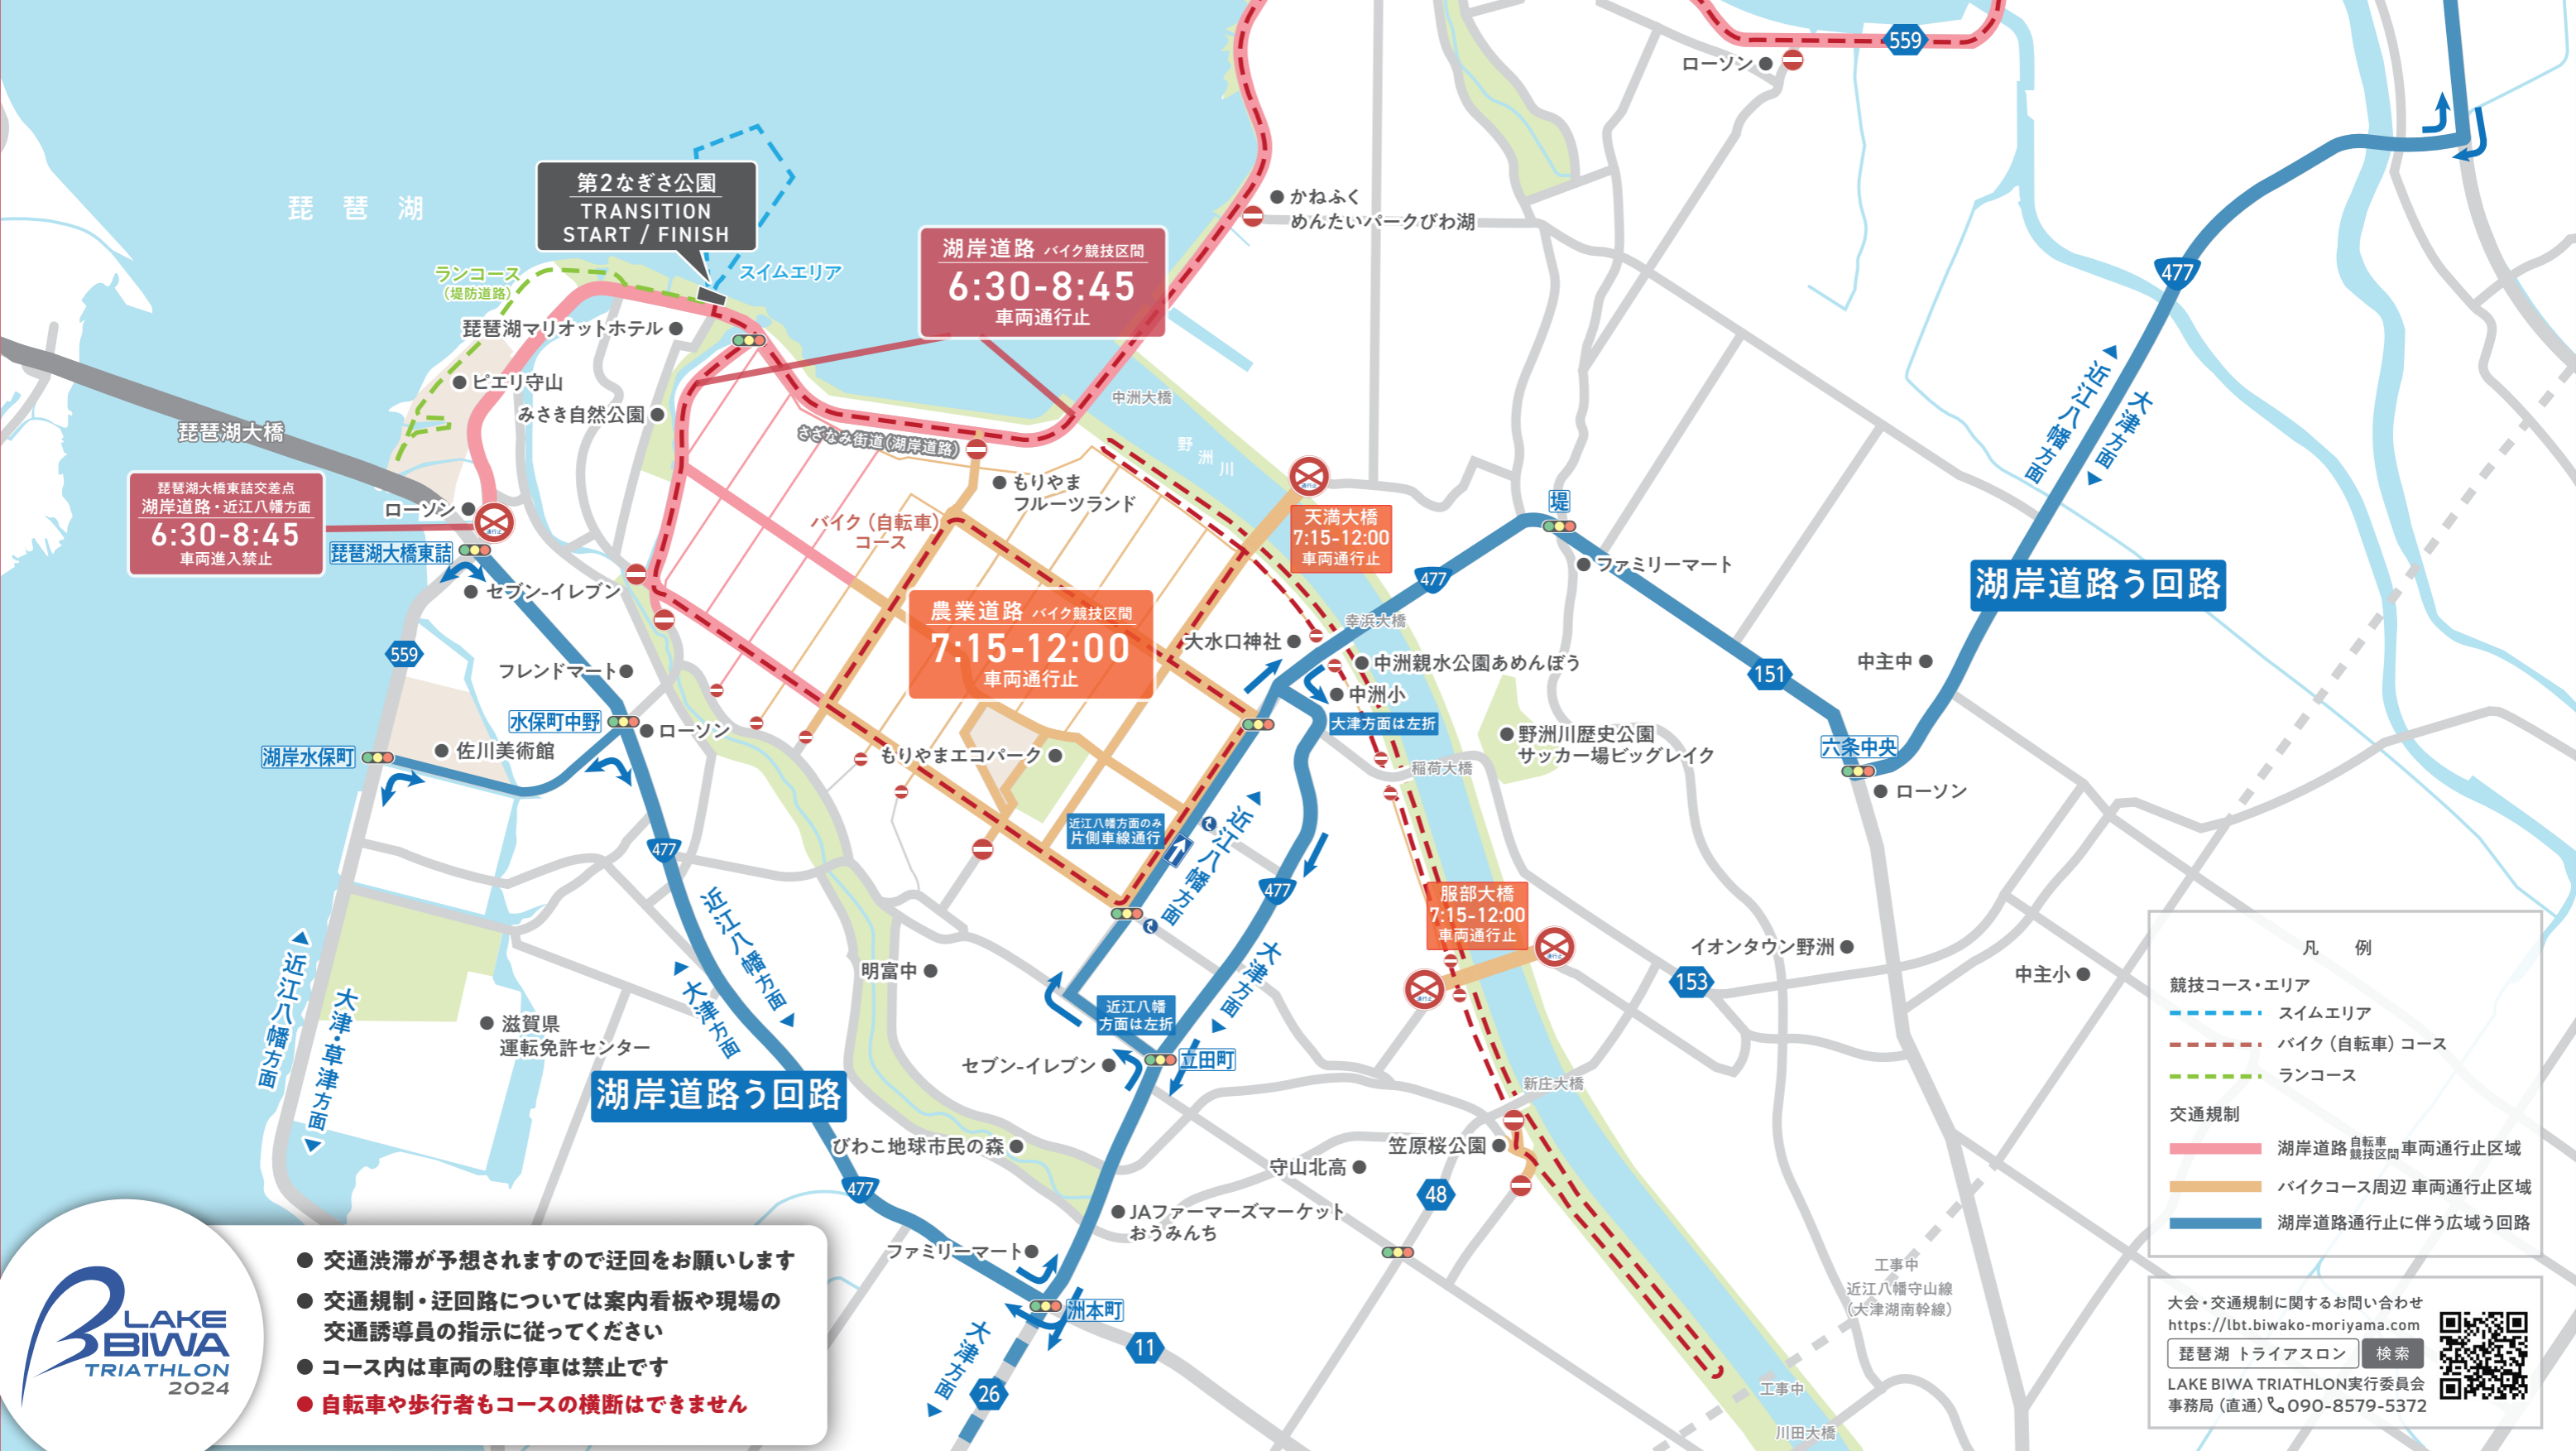 559
ローソン
琵琶湖
第2なぎさ公園
TRANSITION
START / FINISH
スイムエリア
ランコース
(堤防道路)
湖岸道路 バイク競技区間
6:30-8:45
車両通行止
かねふく
めんたいパークびわ湖
477
琵琶湖マリオットホテル
ピエリ守山
みさき自然公園
琵琶湖大橋
さざなみ街道(湖岸道路)
中洲大橋
野洲川
▲近江八幡方面
大津方面▼
琵琶湖大橋東詰交差点
湖岸道路・近江八幡方面
6:30-8:45
車両進入禁止
ローソン
通行止
琵琶湖大橋東詰
セブン-イレブン
もりやま
フルーツランド
バイク(自転車)
コース
通行止
天満大橋
7:15-12:00
車両通行止
堤
ファミリーマート
477
湖岸道路う回路
農業道路 バイク競技区間
7:15-12:00
車両通行止
大水口神社
幸浜大橋
中洲親水公園あめんぼう
中洲小
大津方面は左折
151
中主中
559
フレンドマート
水保町中野
ローソン
湖岸水保町
佐川美術館
もりやまエコパーク
野洲川歴史公園
サッカー場ビッグレイク
稲荷大橋
六条中央
ローソン
近江八幡方面のみ
片側車線通行
▲近江八幡方面
477
477
近江八幡方面▼
▲大津方面
大津方面▼
服部大橋
7:15-12:00
車両通行止
通行止
通行止
イオンタウン野洲
153
中主小
明富中
近江八幡
方面は左折
▲近江八幡方面
大津・草津方面▼
滋賀県
運転免許センター
セブン-イレブン
立田町
新庄大橋
湖岸道路う回路
びわこ地球市民の森
笠原桜公園
守山北高
477
48
JAファーマーズマーケット
おうみんち
ファミリーマート
洲本町
11
大津方面▼
26
工事中
近江八幡守山線
(大津湖南幹線)
工事中
川田大橋
凡例
競技コース・エリア
スイムエリア
バイク(自転車)コース
ランコース
交通規制
湖岸道路 自転車競技区間 車両通行止区域
バイクコース周辺 車両通行止区域
湖岸道路通行止に伴う広域う回路
大会・交通規制に関するお問い合わせ
https://lbt.biwako-moriyama.com
琵琶湖 トライアスロン 検索
LAKE BIWA TRIATHLON実行委員会
事務局(直通) 090-8579-5372
LAKE
BIWA
TRIATHLON
2024
● 交通渋滞が予想されますので迂回をお願いします
● 交通規制・迂回路については案内看板や現場の
交通誘導員の指示に従ってください
● コース内は車両の駐停車は禁止です
● 自転車や歩行者もコースの横断はできません